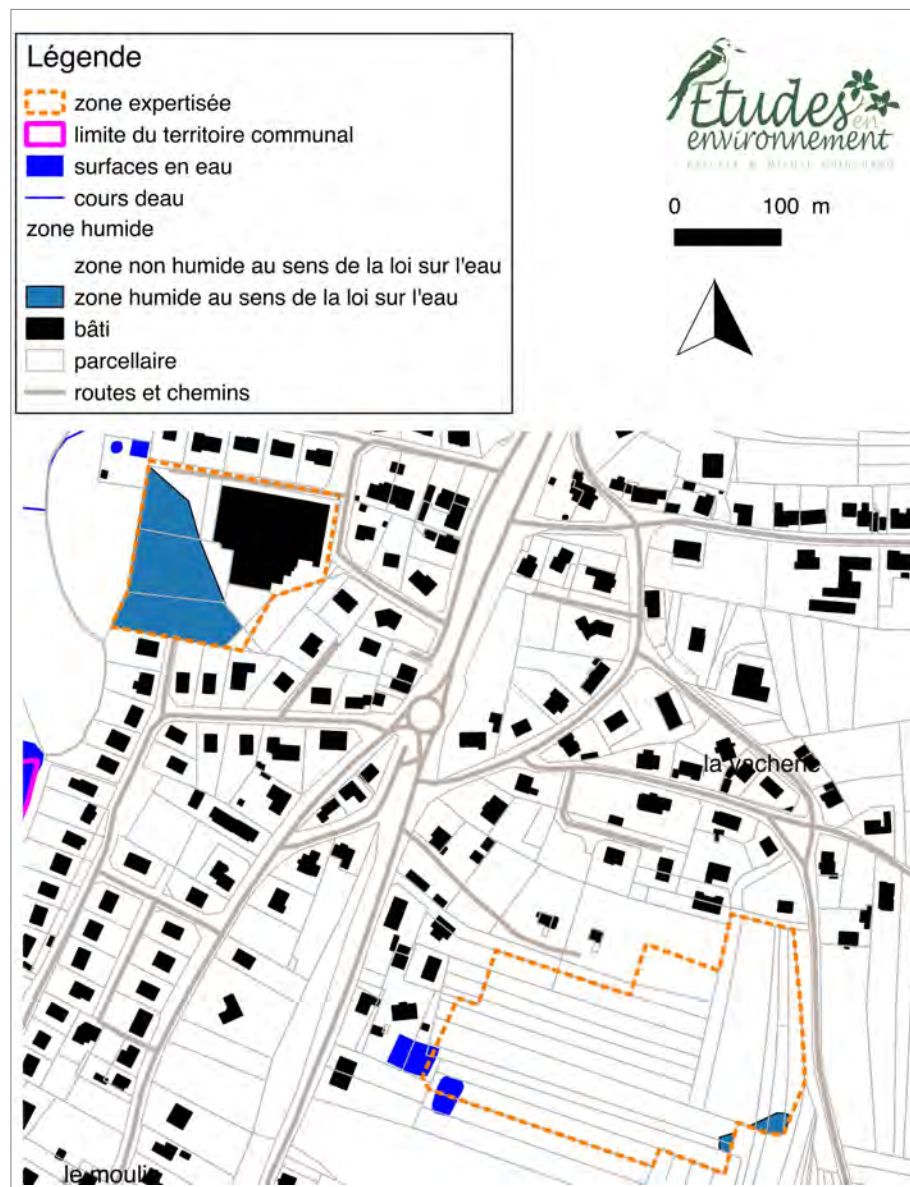 Légende
zone expertisée
limite du territoire communal
surfaces en eau
cours deau
zone humide
zone non humide au sens de la loi sur l'eau
zone humide au sens de la loi sur l'eau
bâti
parcellaire
routes et chemins
Etudes
en
environnement
0 100 m
la vacherie
le moulin